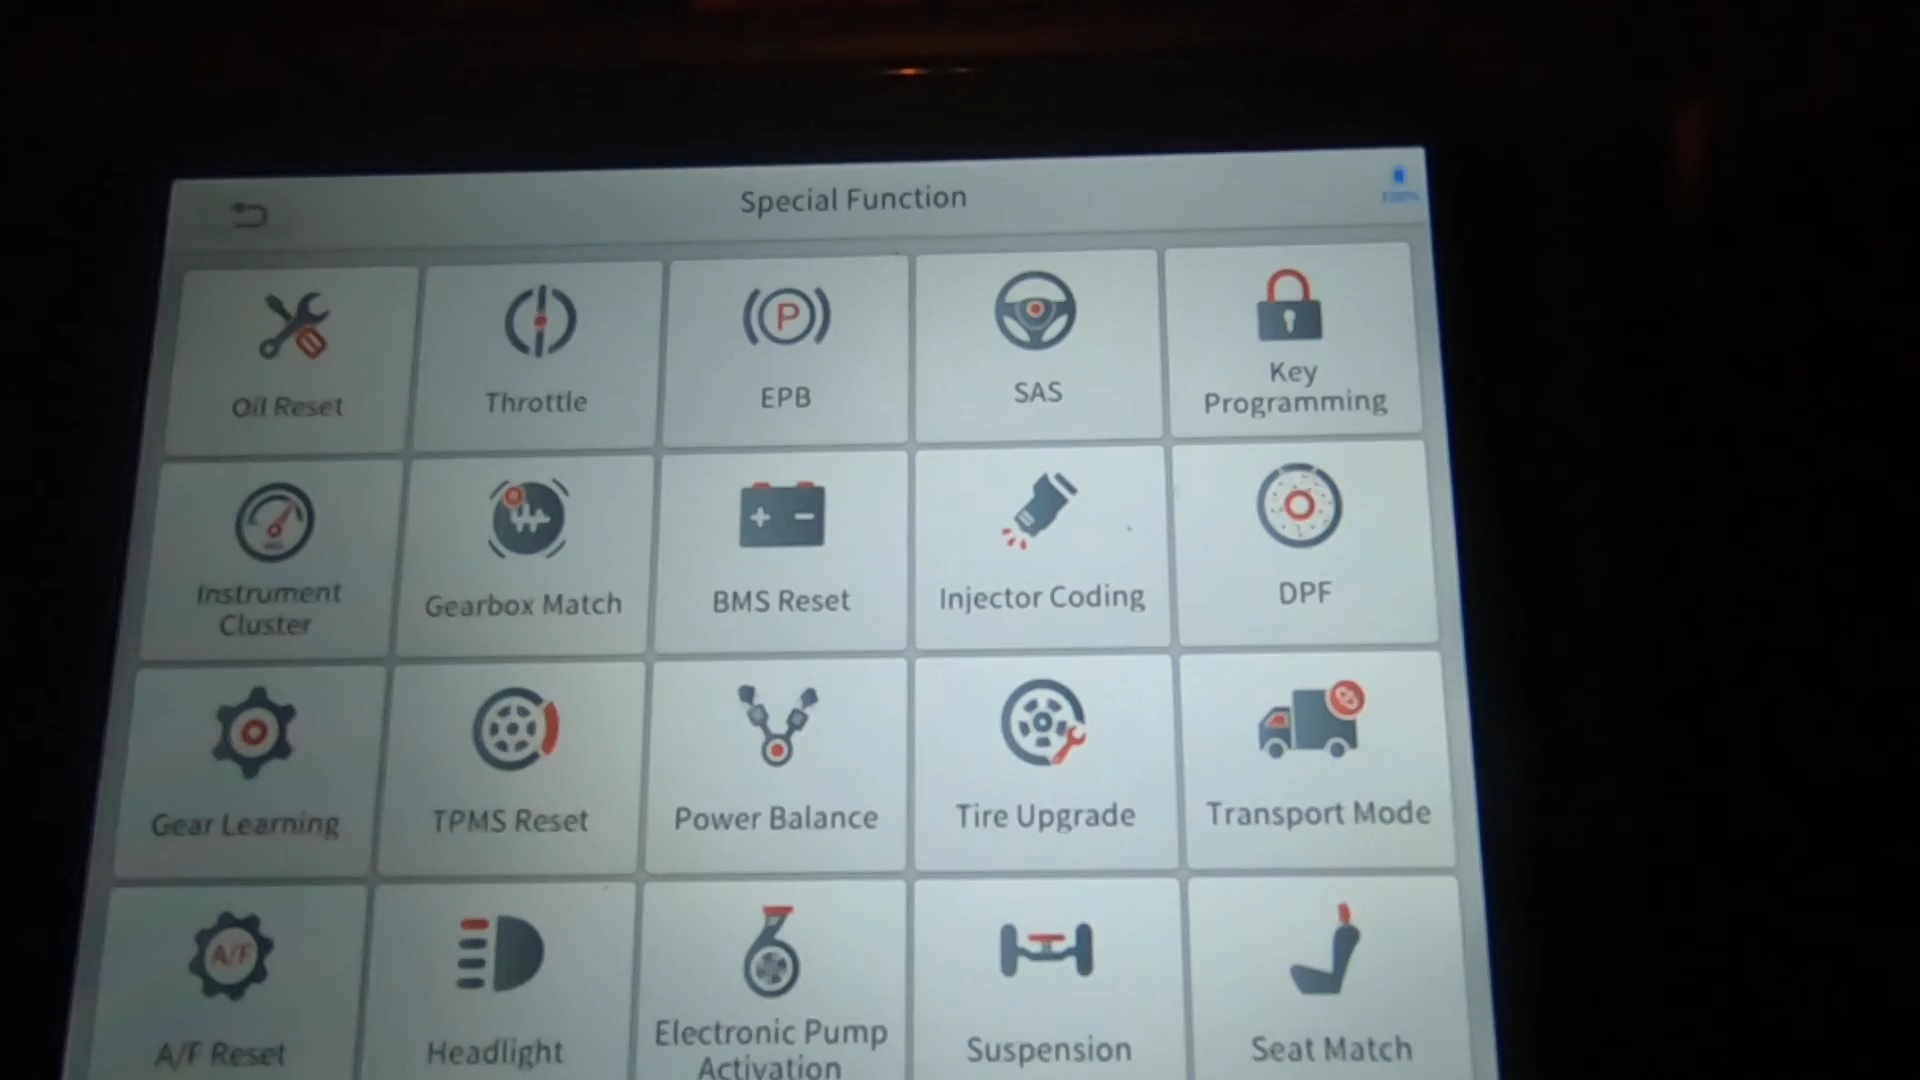 Special Function
100%
Oil Reset
Throttle
EPB
SAS
Key
Programming
Instrument
Cluster
Gearbox Match
BMS Reset
Injector Coding
DPF
Gear Learning
TPMS Reset
Power Balance
Tire Upgrade
Transport Mode
A/F
A/F Reset
Headlight
Electronic Pump
Activation
Suspension
Seat Match